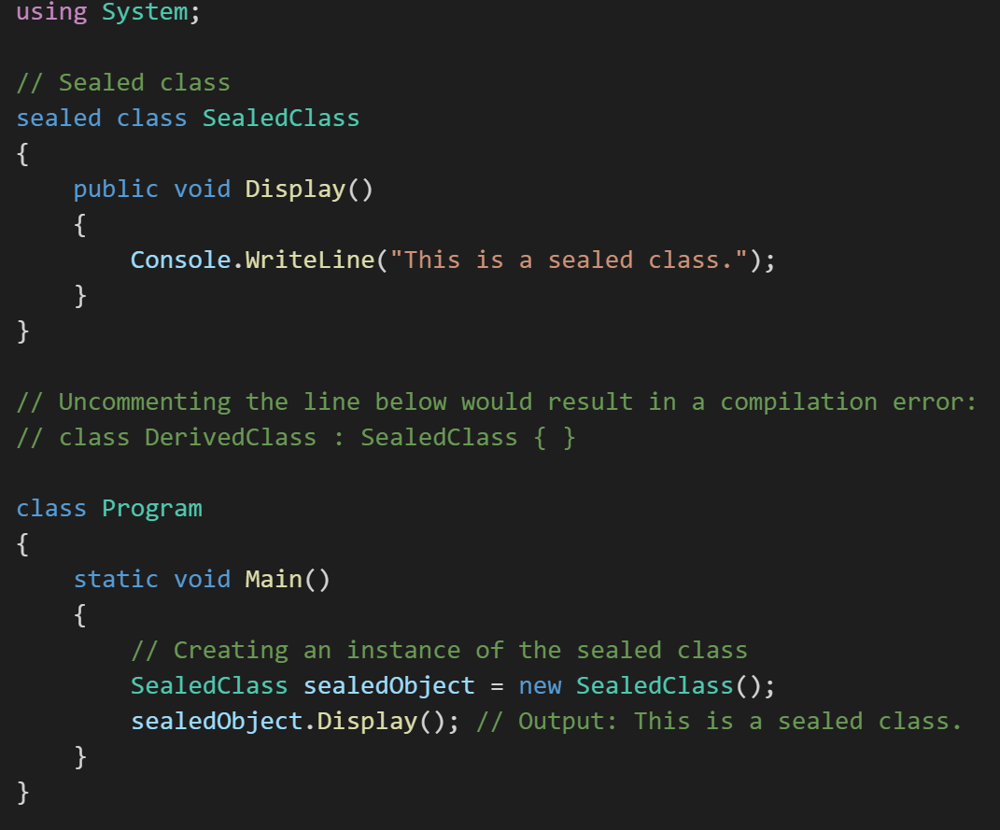 using System;

// Sealed class
sealed class SealedClass
{
    public void Display()
    {
        Console.WriteLine("This is a sealed class.");
    }
}

// Uncommenting the line below would result in a compilation error:
// class DerivedClass : SealedClass { }

class Program
{
    static void Main()
    {
        // Creating an instance of the sealed class
        SealedClass sealedObject = new SealedClass();
        sealedObject.Display(); // Output: This is a sealed class.
    }
}